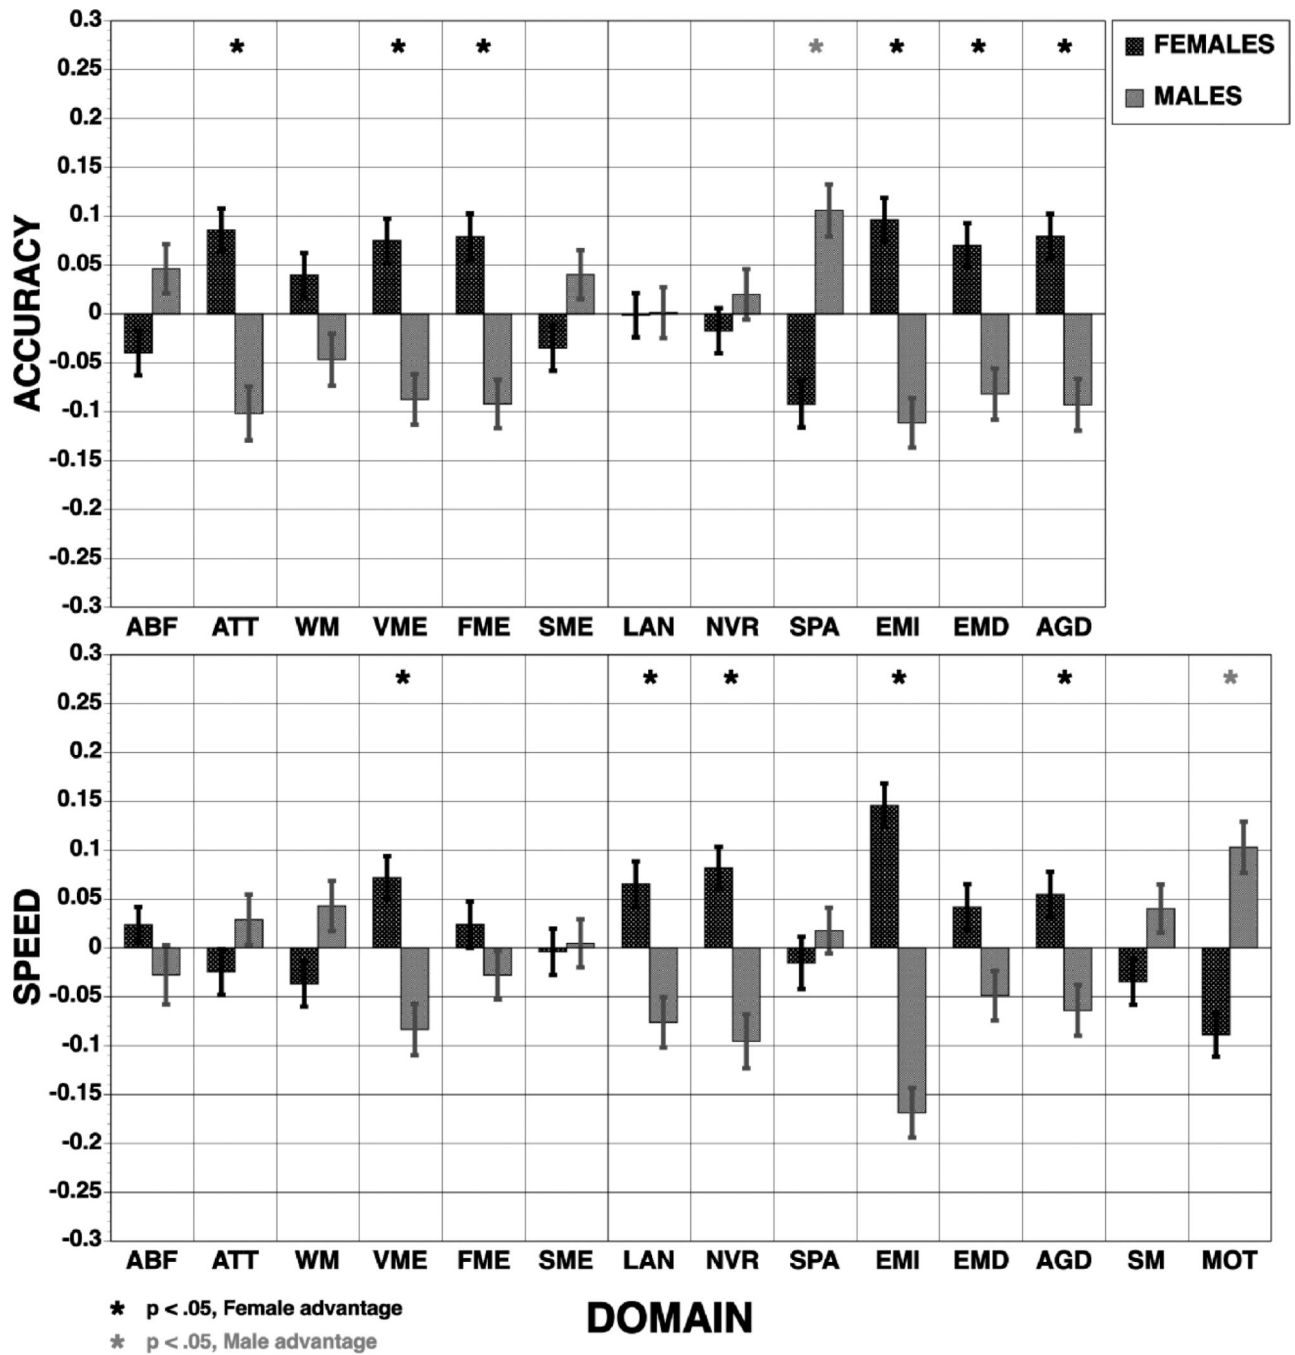 0.3
0.25
0.2
0.15
0.1
0.05
0
-0.05
-0.1
-0.15
-0.2
-0.25
-0.3
ACCURACY
* * * * * * *
FEMALES
MALES
ABF ATT WM VME FME SME LAN NVR SPA EMI EMD AGD
0.3
0.25
0.2
0.15
0.1
0.05
0
-0.05
-0.1
-0.15
-0.2
-0.25
-0.3
SPEED
* * * * * *
ABF ATT WM VME FME SME LAN NVR SPA EMI EMD AGD SM MOT
* p < .05, Female advantage
* p < .05, Male advantage
DOMAIN